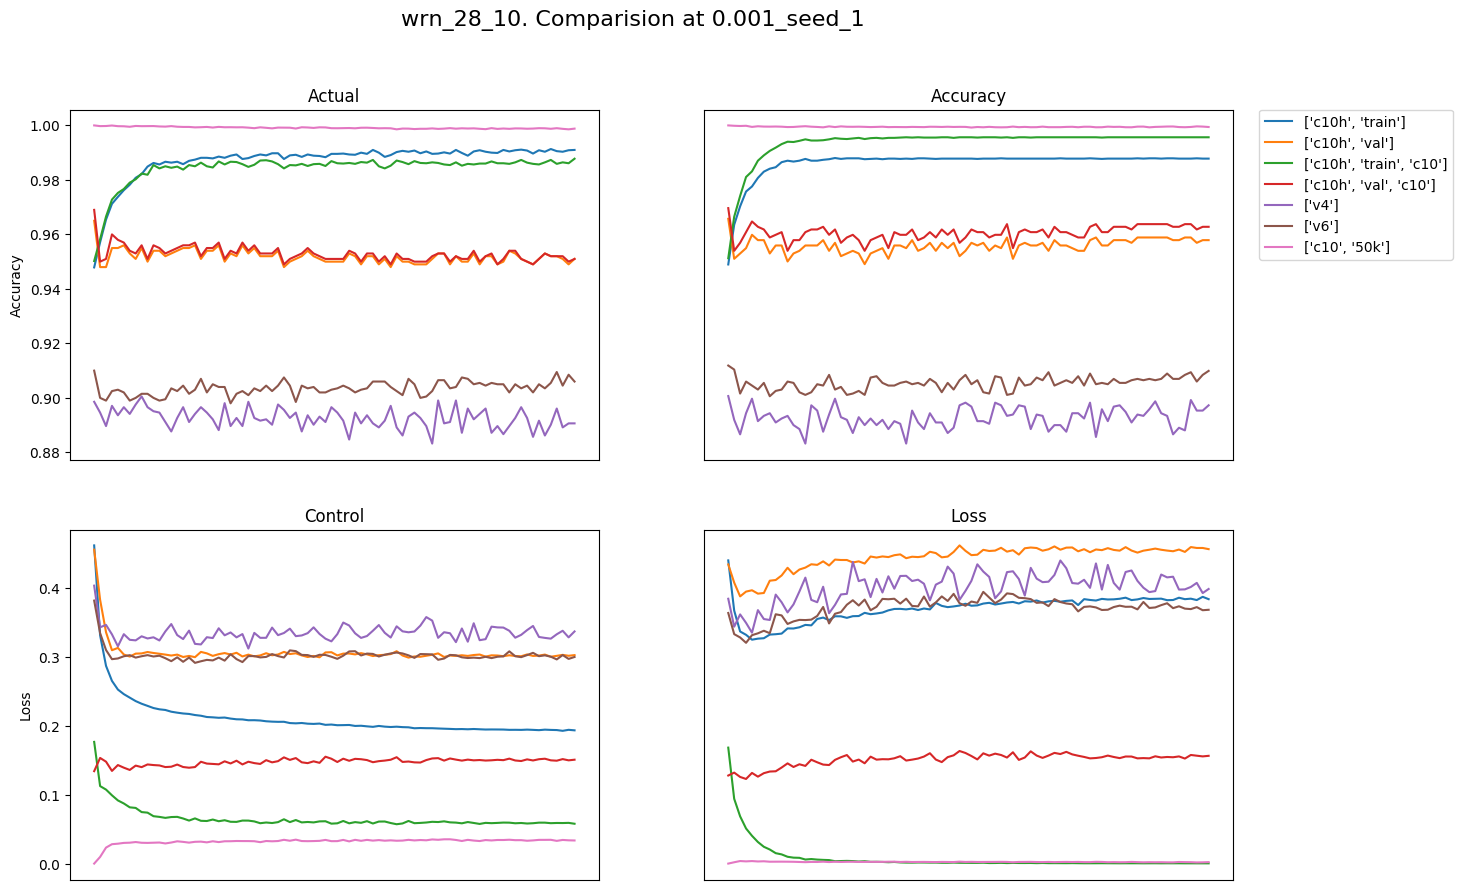 wrn_28_10. Comparision at 0.001_seed_1
Actual
Accuracy
1.00
0.98
0.96
0.94
0.92
0.90
0.88
Accuracy
['c10h', 'train']
['c10h', 'val']
['c10h', 'train', 'c10']
['c10h', 'val', 'c10']
['v4']
['v6']
['c10', '50k']
Control
Loss
0.4
0.3
0.2
0.1
0.0
Loss